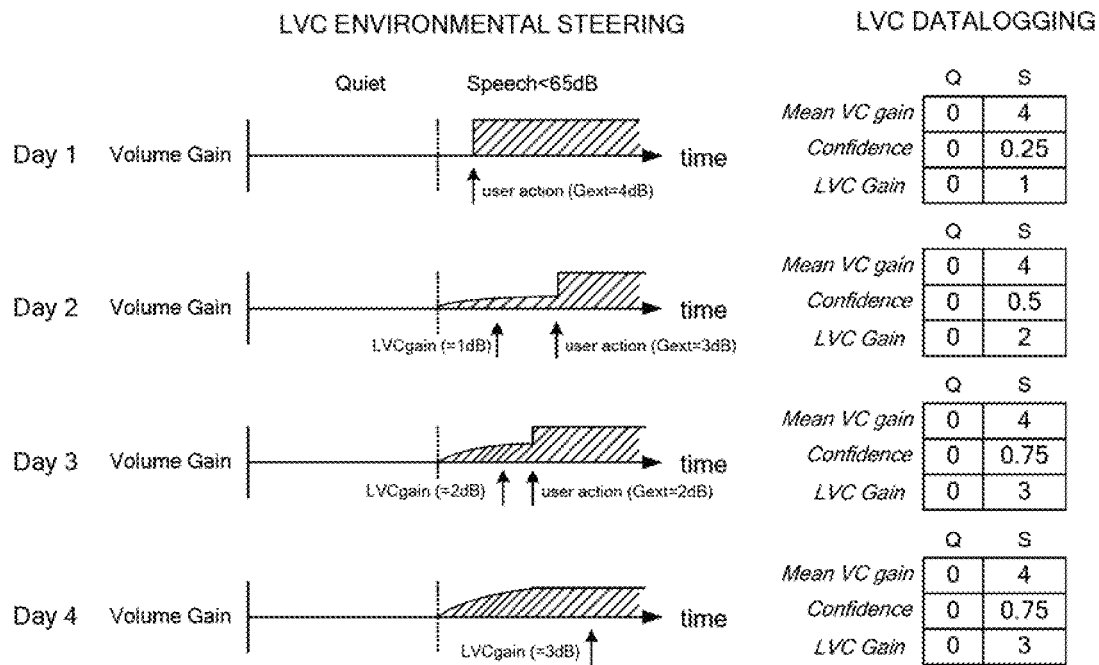 LVC ENVIRONMENTAL STEERING
LVC DATALOGGING
Quiet
Speech<65dB
Q S
Day 1 Volume Gain
time
user action (Gext=4dB)
Mean VC gain 0 4
Confidence 0 0.25
LVC Gain 0 1
Q S
Day 2 Volume Gain
time
LVCgain (=1dB)
user action (Gext=3dB)
Mean VC gain 0 4
Confidence 0 0.5
LVC Gain 0 2
Q S
Day 3 Volume Gain
time
LVCgain (=2dB)
user action (Gext=2dB)
Mean VC gain 0 4
Confidence 0 0.75
LVC Gain 0 3
Q S
Day 4 Volume Gain
time
LVCgain (=3dB)
Mean VC gain 0 4
Confidence 0 0.75
LVC Gain 0 3